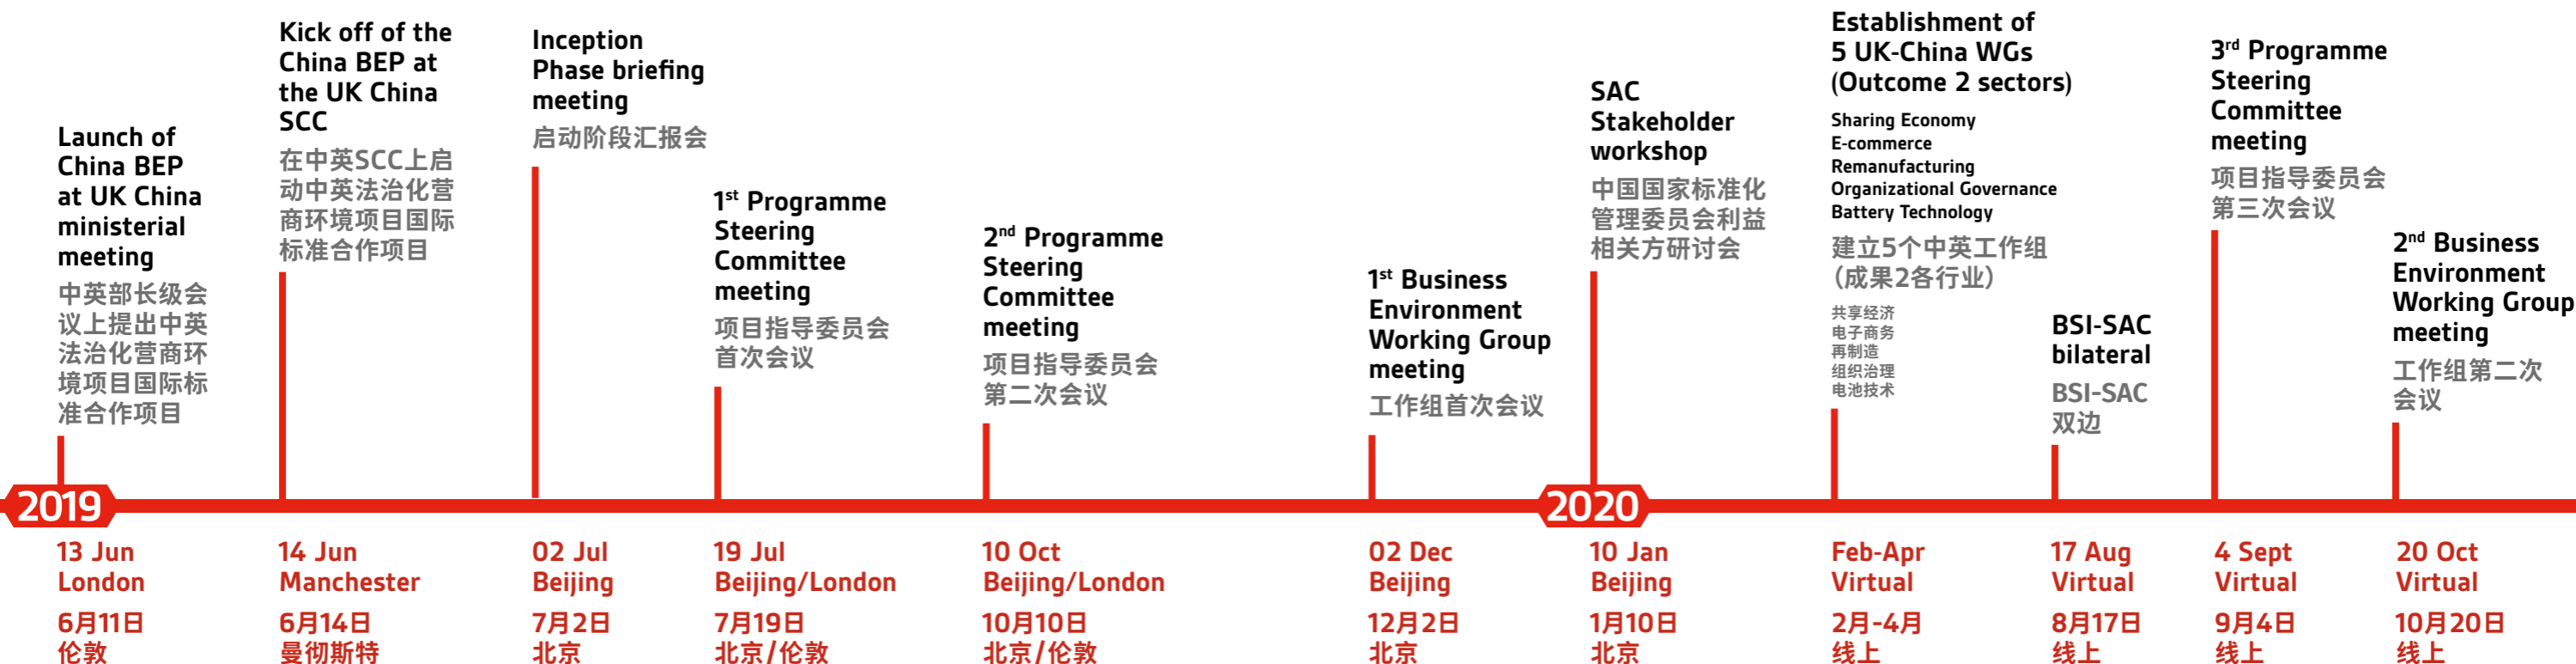 Launch of
China BEP
at UK China
ministerial
meeting
中英部长级会
议上提出中英
法治化营商环
境项目国际标
准合作项目
Kick off of the
China BEP at
the UK China
SCC
在中英SCC上启
动中英法治化营
商环境项目国际
标准合作项目
Inception
Phase briefing
meeting
启动阶段汇报会
1st Programme
Steering
Committee
meeting
项目指导委员会
首次会议
2nd Programme
Steering
Committee
meeting
项目指导委员会
第二次会议
1st Business
Environment
Working Group
meeting
工作组首次会议
SAC
Stakeholder
workshop
中国国家标准化
管理委员会利益
相关方研讨会
Establishment of
5 UK-China WGs
(Outcome 2 sectors)
Sharing Economy
E-commerce
Remanufacturing
Organizational Governance
Battery Technology
建立5个中英工作组
（成果2各行业）
共享经济
电子商务
再制造
组织治理
电池技术
BSI-SAC
bilateral
BSI-SAC
双边
3rd Programme
Steering
Committee
meeting
项目指导委员会
第三次会议
2nd Business
Environment
Working Group
meeting
工作组第二次
会议
2019
2020
13 Jun
London
6月11日
伦敦
14 Jun
Manchester
6月14日
曼彻斯特
02 Jul
Beijing
7月2日
北京
19 Jul
Beijing/London
7月19日
北京/伦敦
10 Oct
Beijing/London
10月10日
北京/伦敦
02 Dec
Beijing
12月2日
北京
10 Jan
Beijing
1月10日
北京
Feb-Apr
Virtual
2月-4月
线上
17 Aug
Virtual
8月17日
线上
4 Sept
Virtual
9月4日
线上
20 Oct
Virtual
10月20日
线上